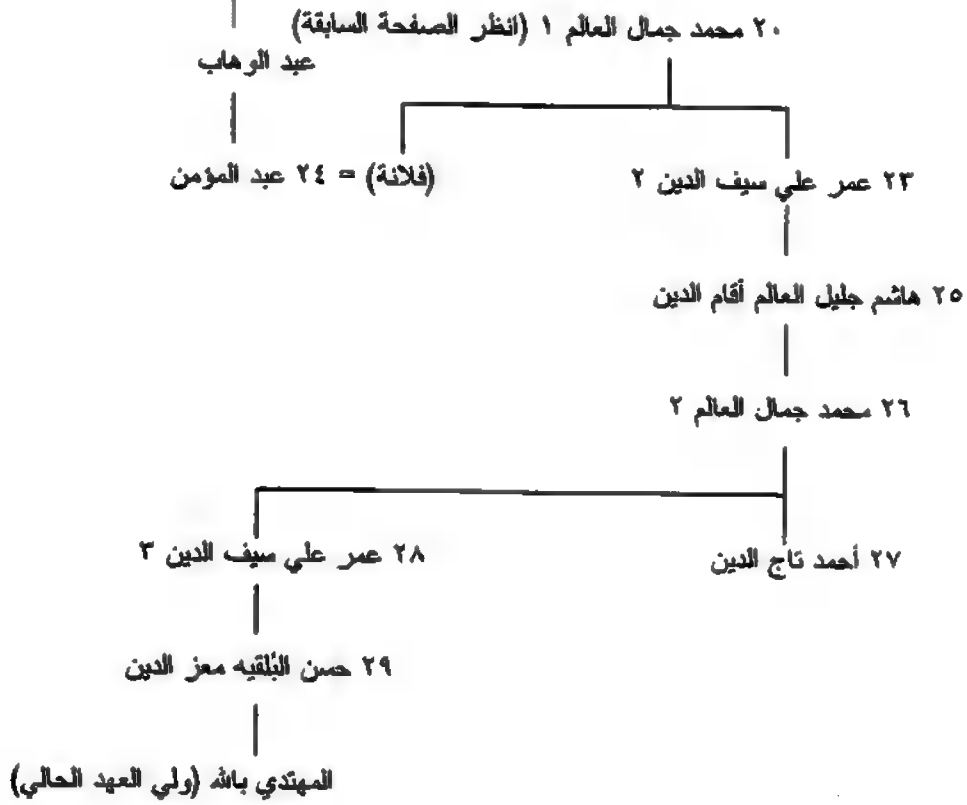 ٢٠ محمد جمال العالم ١ (انظر الصفحة السابقة)
عبد الوهاب
٢٣ عمر علي سيف الدين ٢
(فلانة) = ٢٤ عبد المؤمن
٢٥ هاشم جليل العالم أقام الدين
٢٦ محمد جمال العالم ٢
٢٧ أحمد تاج الدين
٢٨ عمر علي سيف الدين ٣
٢٩ حسن البُلقيه معز الدين
المهتدي بالله (ولي العهد الحالي)